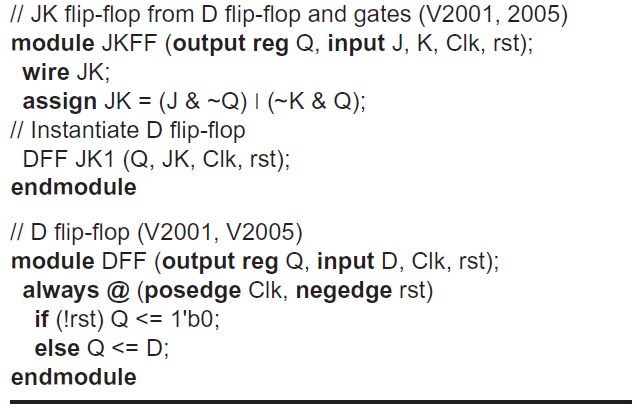 // JK flip-flop from D flip-flop and gates (V2001, 2005)
module JKFF (output reg Q, input J, K, Clk, rst);
wire JK;
assign JK = (J & ~Q) | (~K & Q);
// Instantiate D flip-flop
DFF JK1 (Q, JK, Clk, rst);
endmodule
// D flip-flop (V2001, V2005)
module DFF (output reg Q, input D, Clk, rst);
always @ (posedge Clk, negedge rst)
if (!rst) Q <= 1'b0;
else Q <= D;
endmodule